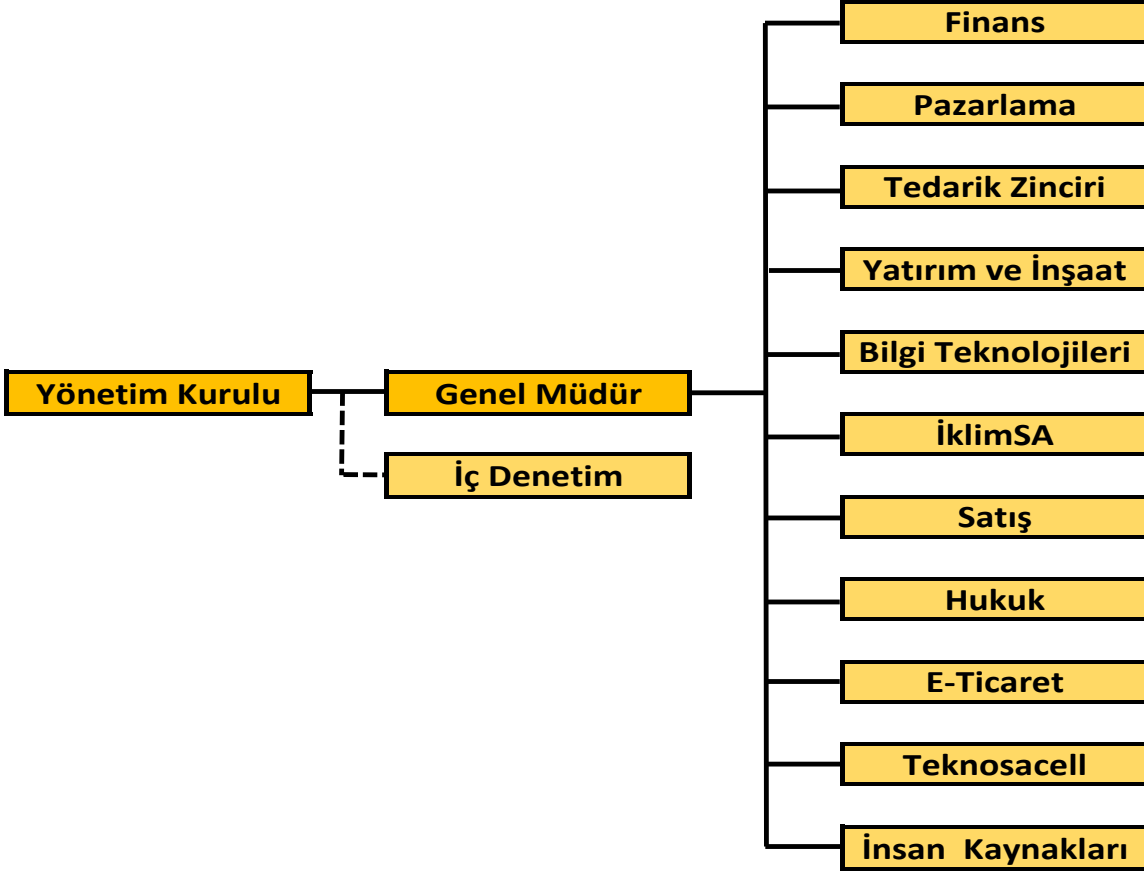 Finans
Pazarlama
Tedarik Zinciri
Yatırım ve İnşaat
Bilgi Teknolojileri
Yönetim Kurulu
Genel Müdür
İklimSA
İç Denetim
Satış
Hukuk
E-Ticaret
Teknosacell
İnsan Kaynakları